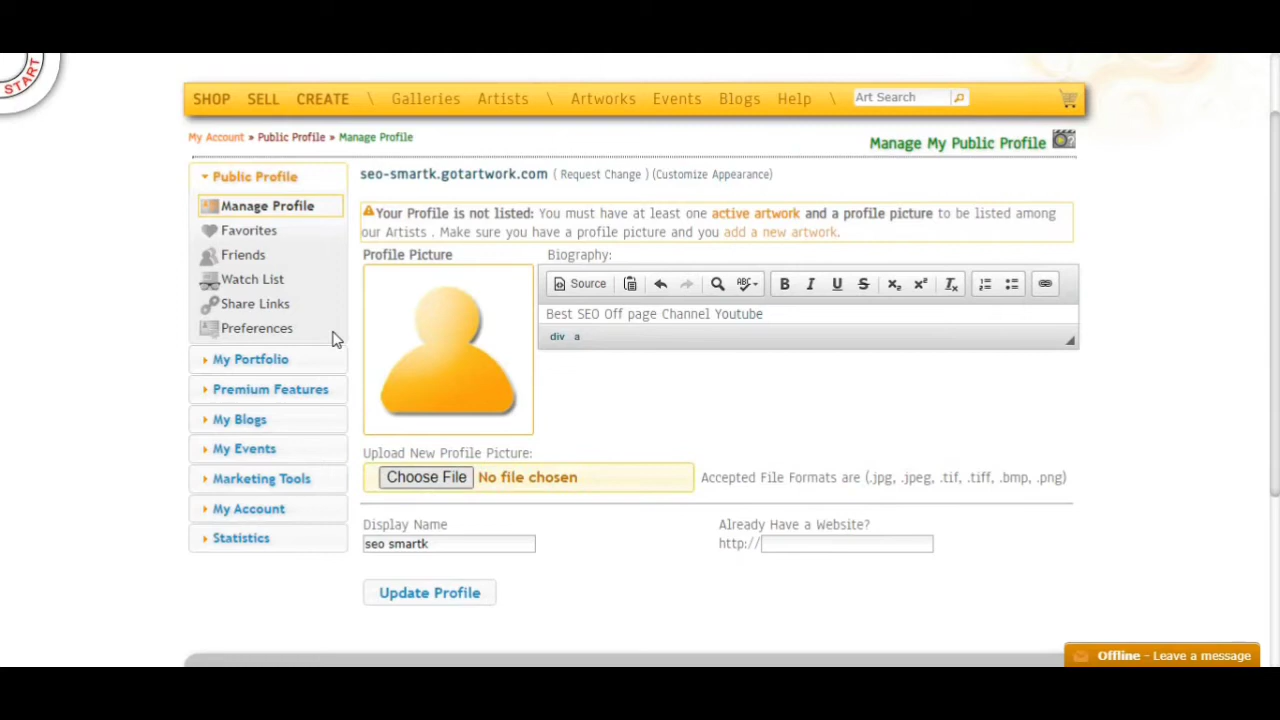 START
SHOP SELL CREATE \ Galleries Artists \ Artworks Events Blogs Help \ Art Search
My Account » Public Profile » Manage Profile
Manage My Public Profile
Public Profile
Manage Profile
Favorites
Friends
Watch List
Share Links
Preferences
My Portfolio
Premium Features
My Blogs
My Events
Marketing Tools
My Account
Statistics
seo-smartk.gotartwork.com ( Request Change ) (Customize Appearance)
Your Profile is not listed: You must have at least one active artwork and a profile picture to be listed among
our Artists . Make sure you have a profile picture and you add a new artwork.
Profile Picture
Biography:
Source ABC B I U S x₂ x² Tx
Best SEO Off page Channel Youtube
div a
Upload New Profile Picture:
Choose File No file chosen
Accepted File Formats are (.jpg, .jpeg, .tif, .tiff, .bmp, .png)
Display Name
seo smartk
Already Have a Website?
http://
Update Profile
Offline - Leave a message